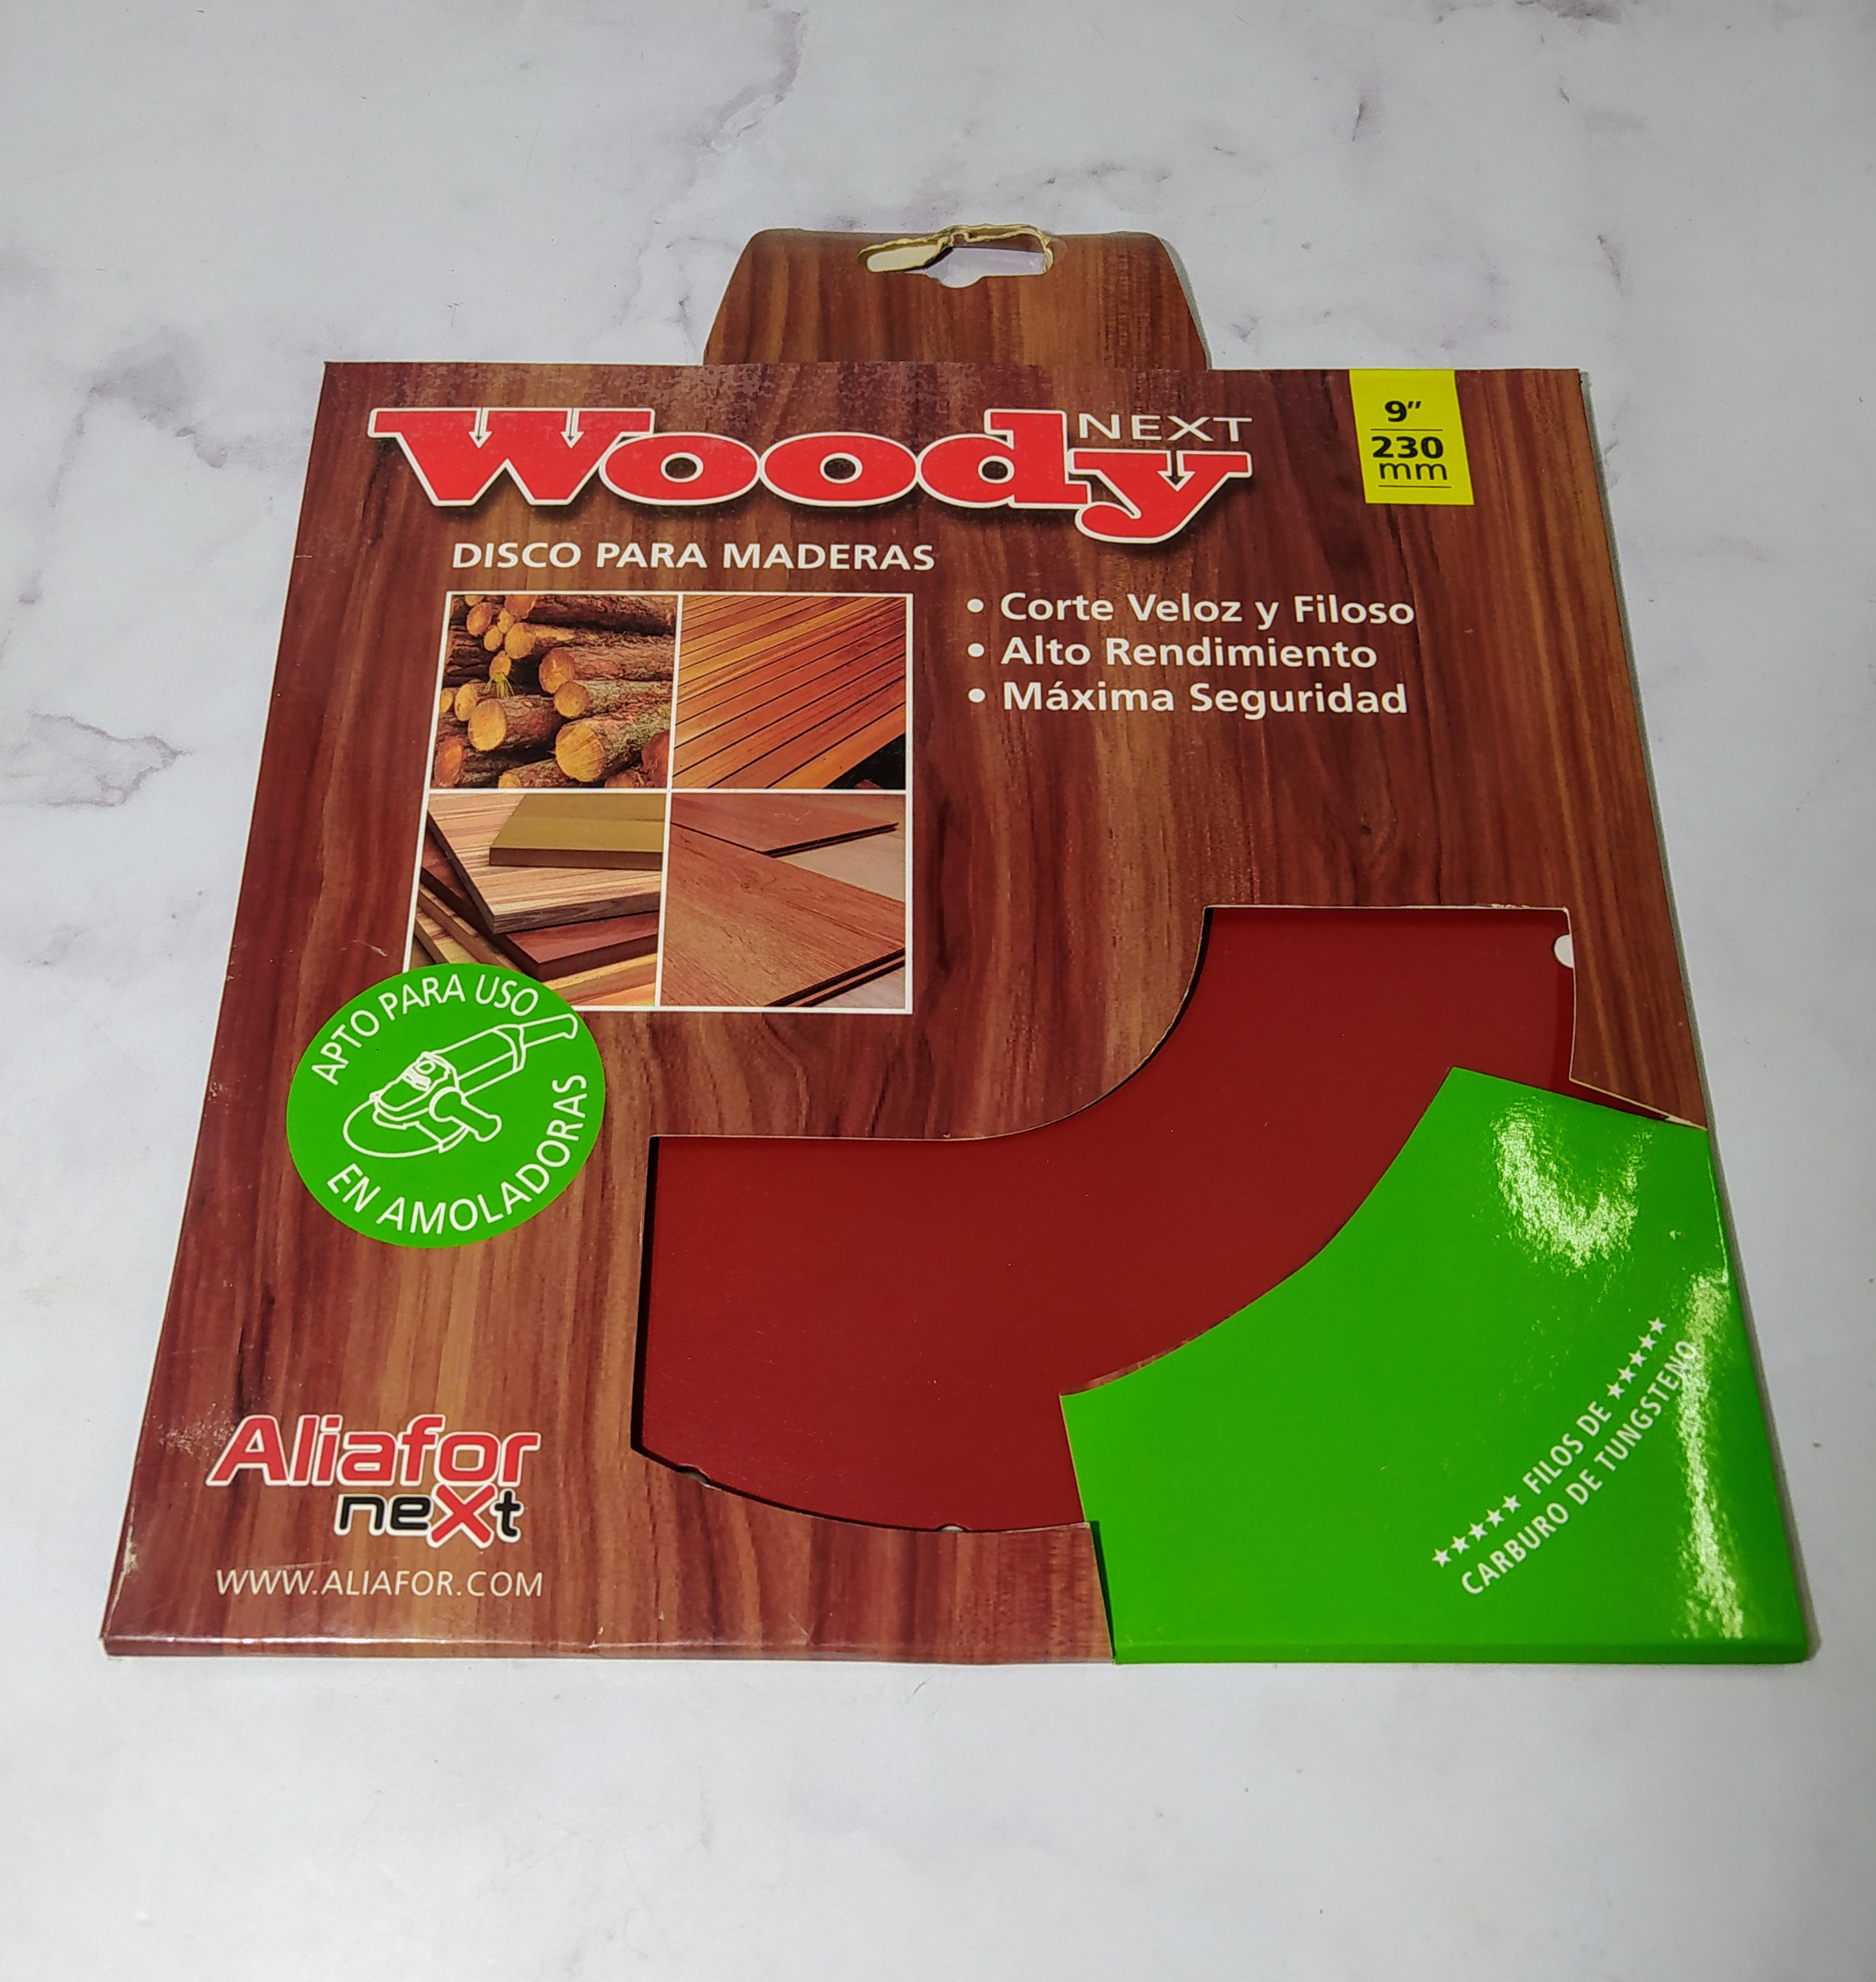 Woody NEXT
9”
230
mm
DISCO PARA MADERAS
• Corte Veloz y Filoso
• Alto Rendimiento
• Máxima Seguridad
APTO PARA USO
EN AMOLADORAS
★★★★★ FILOS DE ★★★★★
CARBURO DE TUNGSTENO
Aliafor
neXt
WWW.ALIAFOR.COM